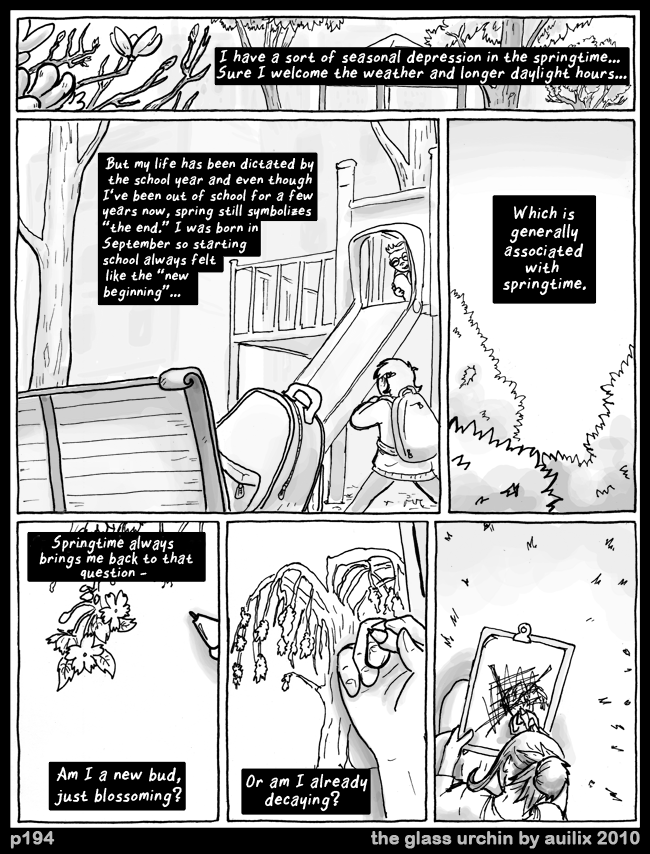 I have a sort of seasonal depression in the springtime...
Sure I welcome the weather and longer daylight hours...
But my life has been dictated by
the school year and even though
I've been out of school for a few
years now, spring still symbolizes
"the end." I was born in
September so starting
school always felt
like the "new
beginning"...
Which is
generally
associated
with
springtime.
Springtime always
brings me back to that
question -
Am I a new bud,
just blossoming?
Or am I already
decaying?
p194
the glass urchin by auilix 2010